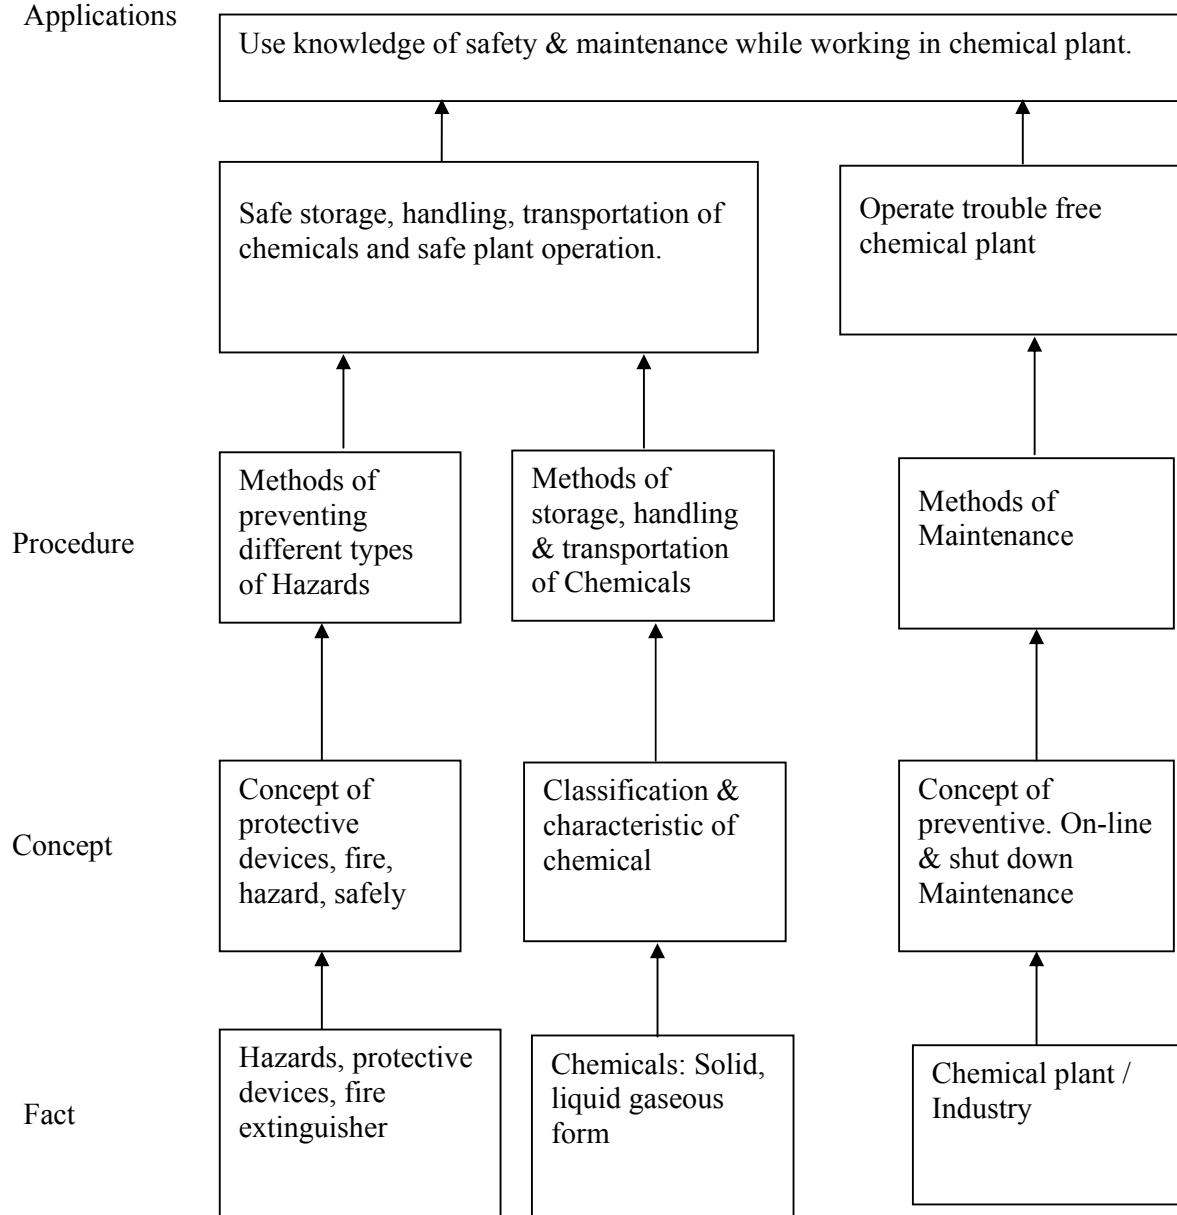 Applications
Use knowledge of safety & maintenance while working in chemical plant.
Safe storage, handling, transportation of
chemicals and safe plant operation.
Operate trouble free
chemical plant
Procedure
Methods of
preventing
different types
of Hazards
Methods of
storage, handling
& transportation
of Chemicals
Methods of
Maintenance
Concept
Concept of
protective
devices, fire,
hazard, safely
Classification &
characteristic of
chemical
Concept of
preventive. On-line
& shut down
Maintenance
Fact
Hazards, protective
devices, fire
extinguisher
Chemicals: Solid,
liquid gaseous
form
Chemical plant /
Industry